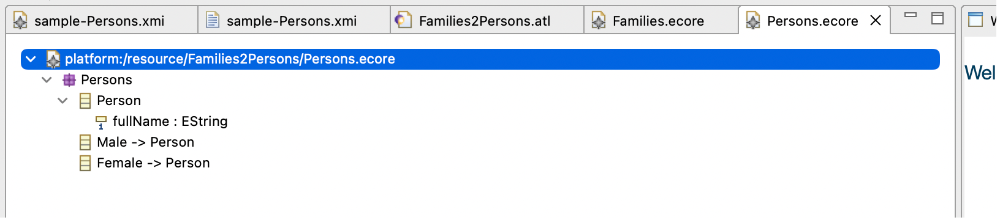 sample-Persons.xmi sample-Persons.xmi Families2Persons.atl Families.ecore Persons.ecore
platform:/resource/Families2Persons/Persons.ecore
Persons
Wel
Person
fullName : EString
Male -> Person
Female -> Person